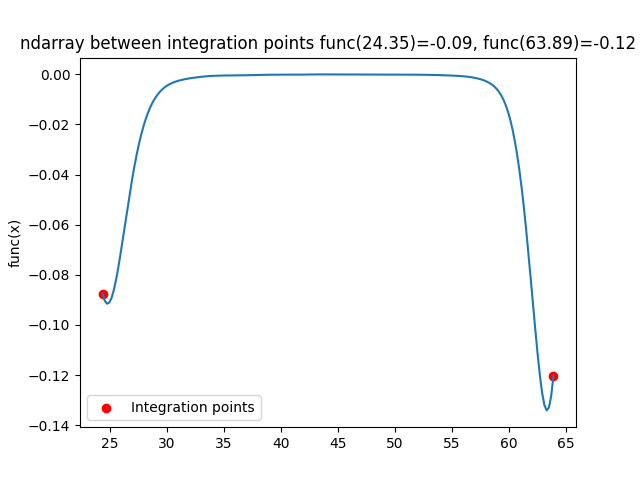 ndarray between integration points func(24.35)=-0.09, func(63.89)=-0.12
0.00
−0.02
−0.04
−0.06
−0.08
−0.10
−0.12
−0.14
func(x)
Integration points
25 30 35 40 45 50 55 60 65